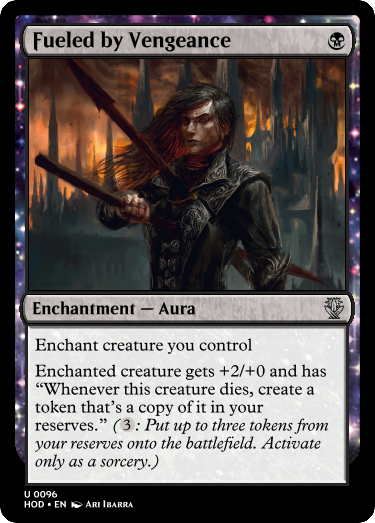 Fueled by Vengeance
Enchantment — Aura
Enchant creature you control
Enchanted creature gets +2/+0 and has
“Whenever this creature dies, create a
token that’s a copy of it in your
reserves.” (3: Put up to three tokens from
your reserves onto the battlefield. Activate
only as a sorcery.)
U 0096
HOD • EN Ari Ibarra